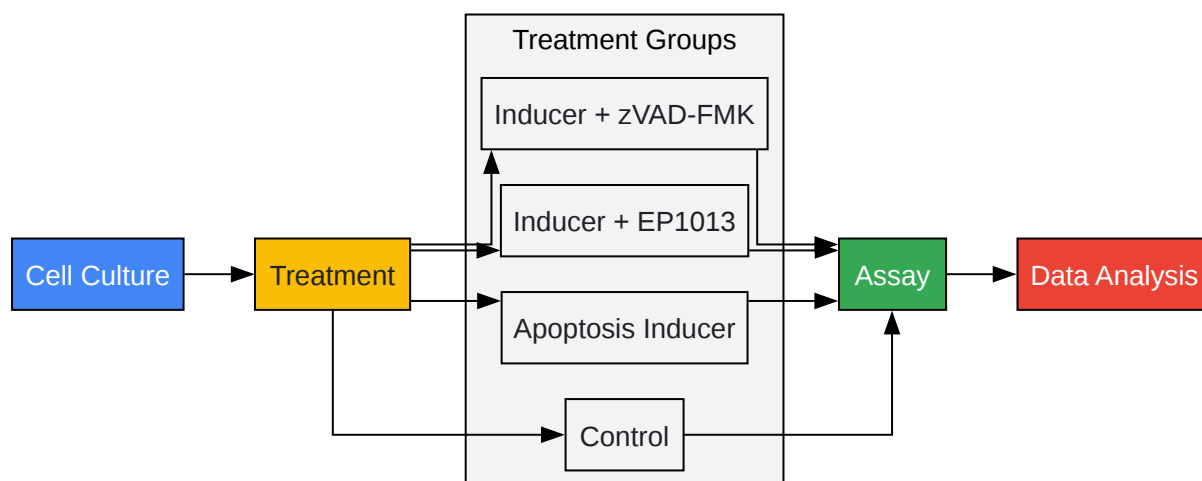 Treatment Groups
Inducer + zVAD-FMK
Inducer + EP1013
Cell Culture
Treatment
Assay
Data Analysis
Apoptosis Inducer
Control